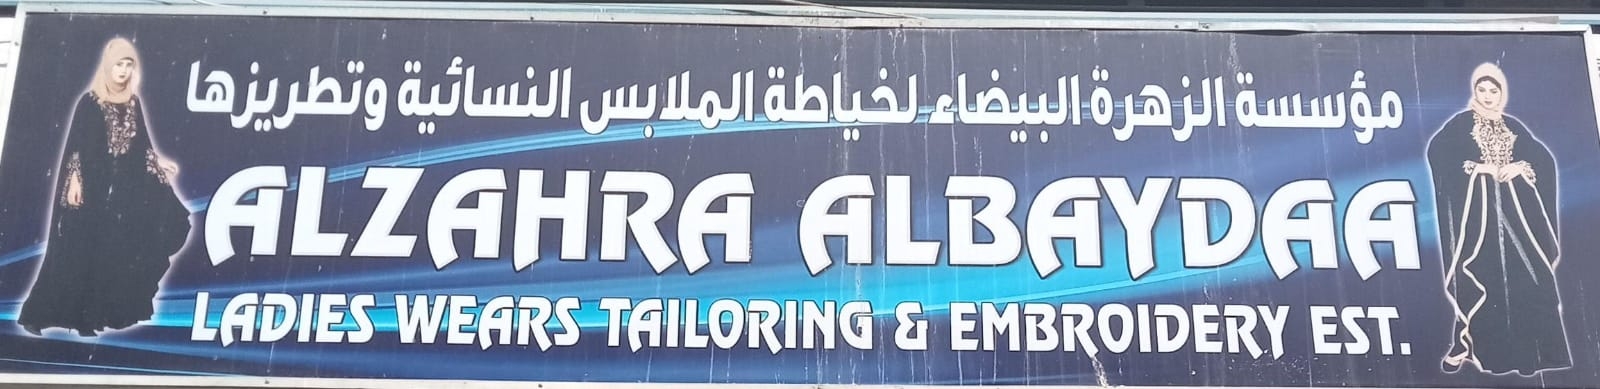 مؤسسة الزهرة البيضاء لخياطة الملابس النسائية وتطريزها
ALZAHRA ALBAYDAA
LADIES WEARS TAILORING & EMBROIDERY EST.